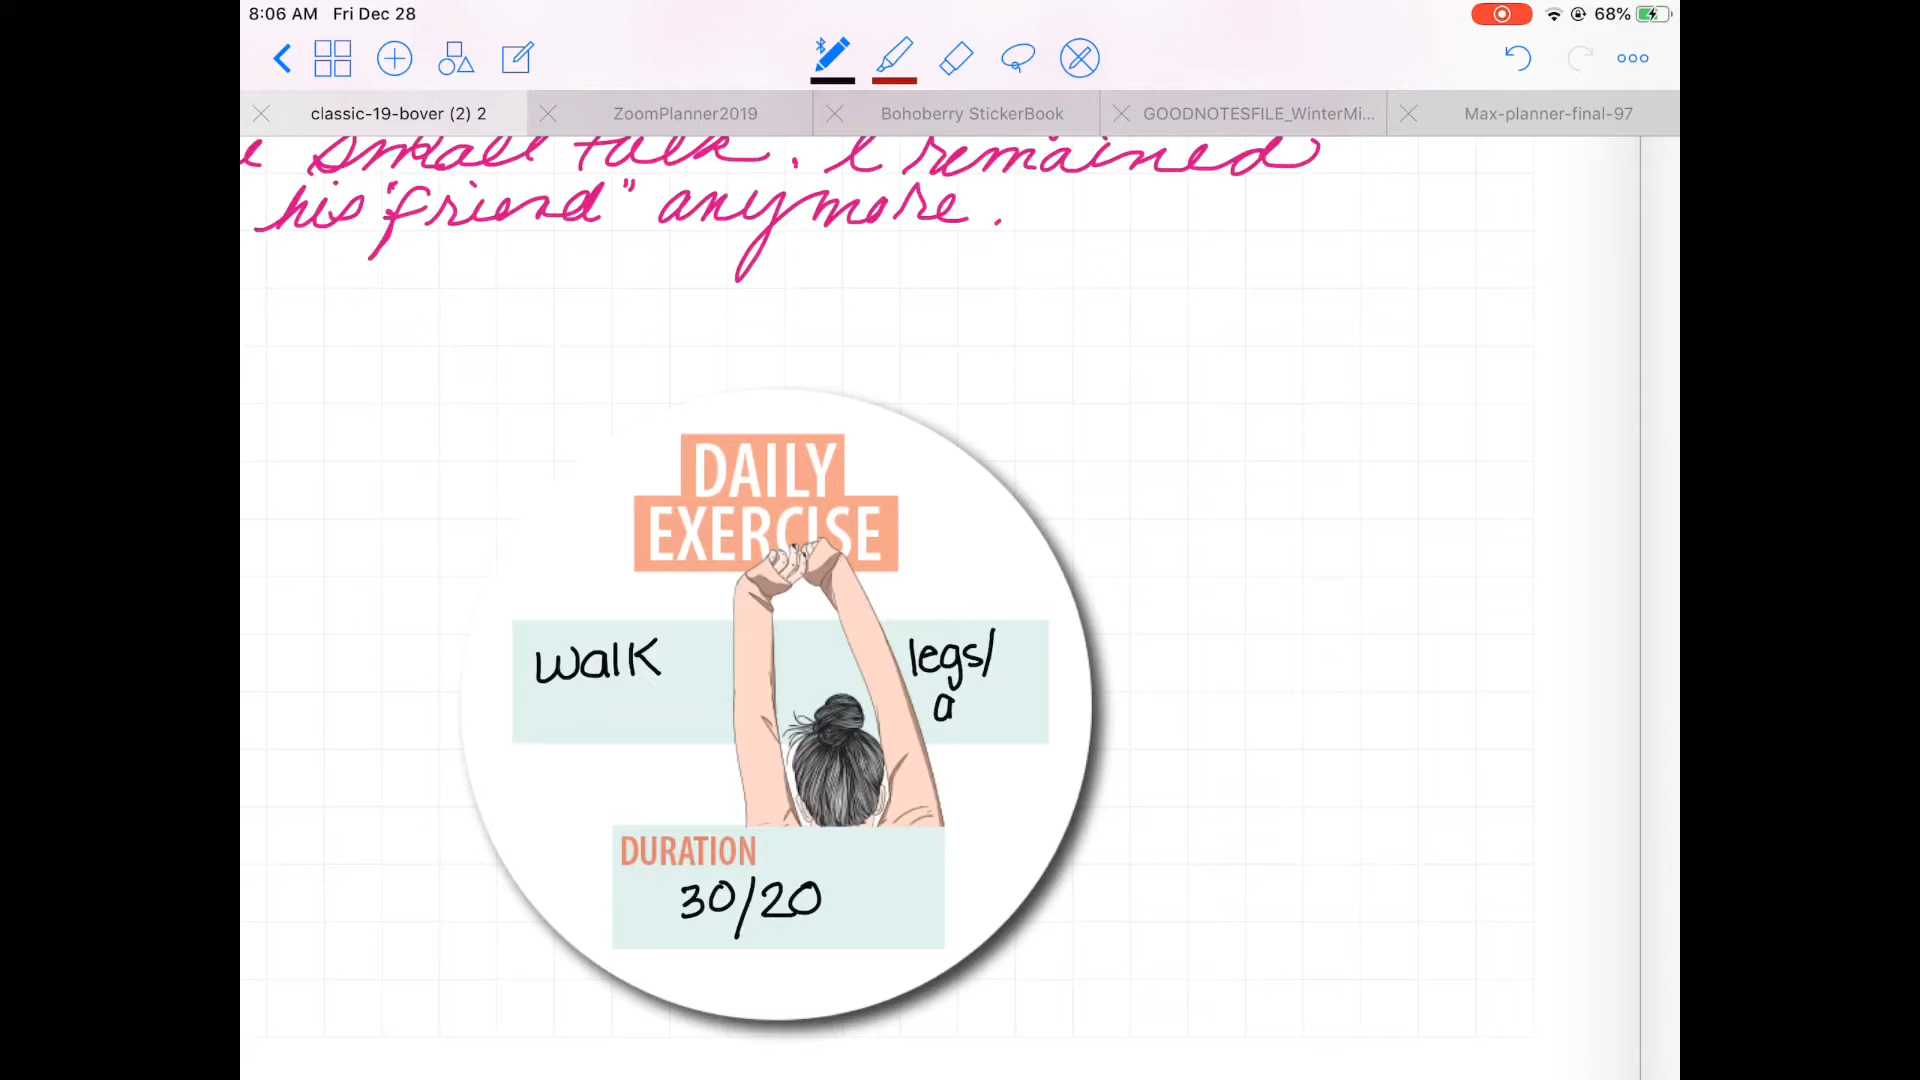 8:06 AM Fri Dec 28 68%
classic-19-bover (2) 2 ZoomPlanner2019 Bohoberry StickerBook GOODNOTESFILE_WinterMi... Max-planner-final-97
small talk. I remained
his "friend" anymore.
DAILY
EXERCISE
walk legs/
a
DURATION
30/20